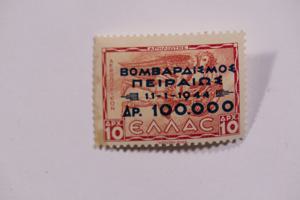 ΒΟΜΒΑΡΔΙΣΜΟΣ
ΠΕΙΡΑΙΩΣ
11-1-1944
ΔΡ. 100.000
ΔΡΧ. ΔΡΧ.
10 ΕΛΛΑΣ 10